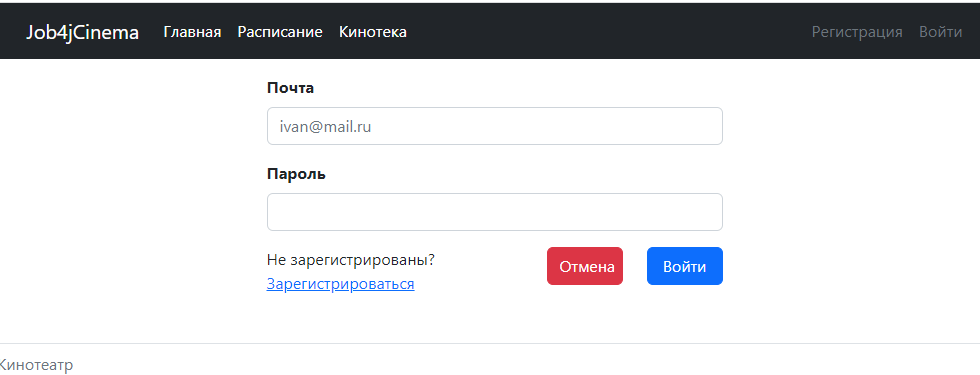 Job4jCinema Главная Расписание Кинотека Регистрация Войти
Почта
ivan@mail.ru
Пароль
Не зарегистрированы?
Зарегистрироваться
Отмена Войти
Кинотеатр